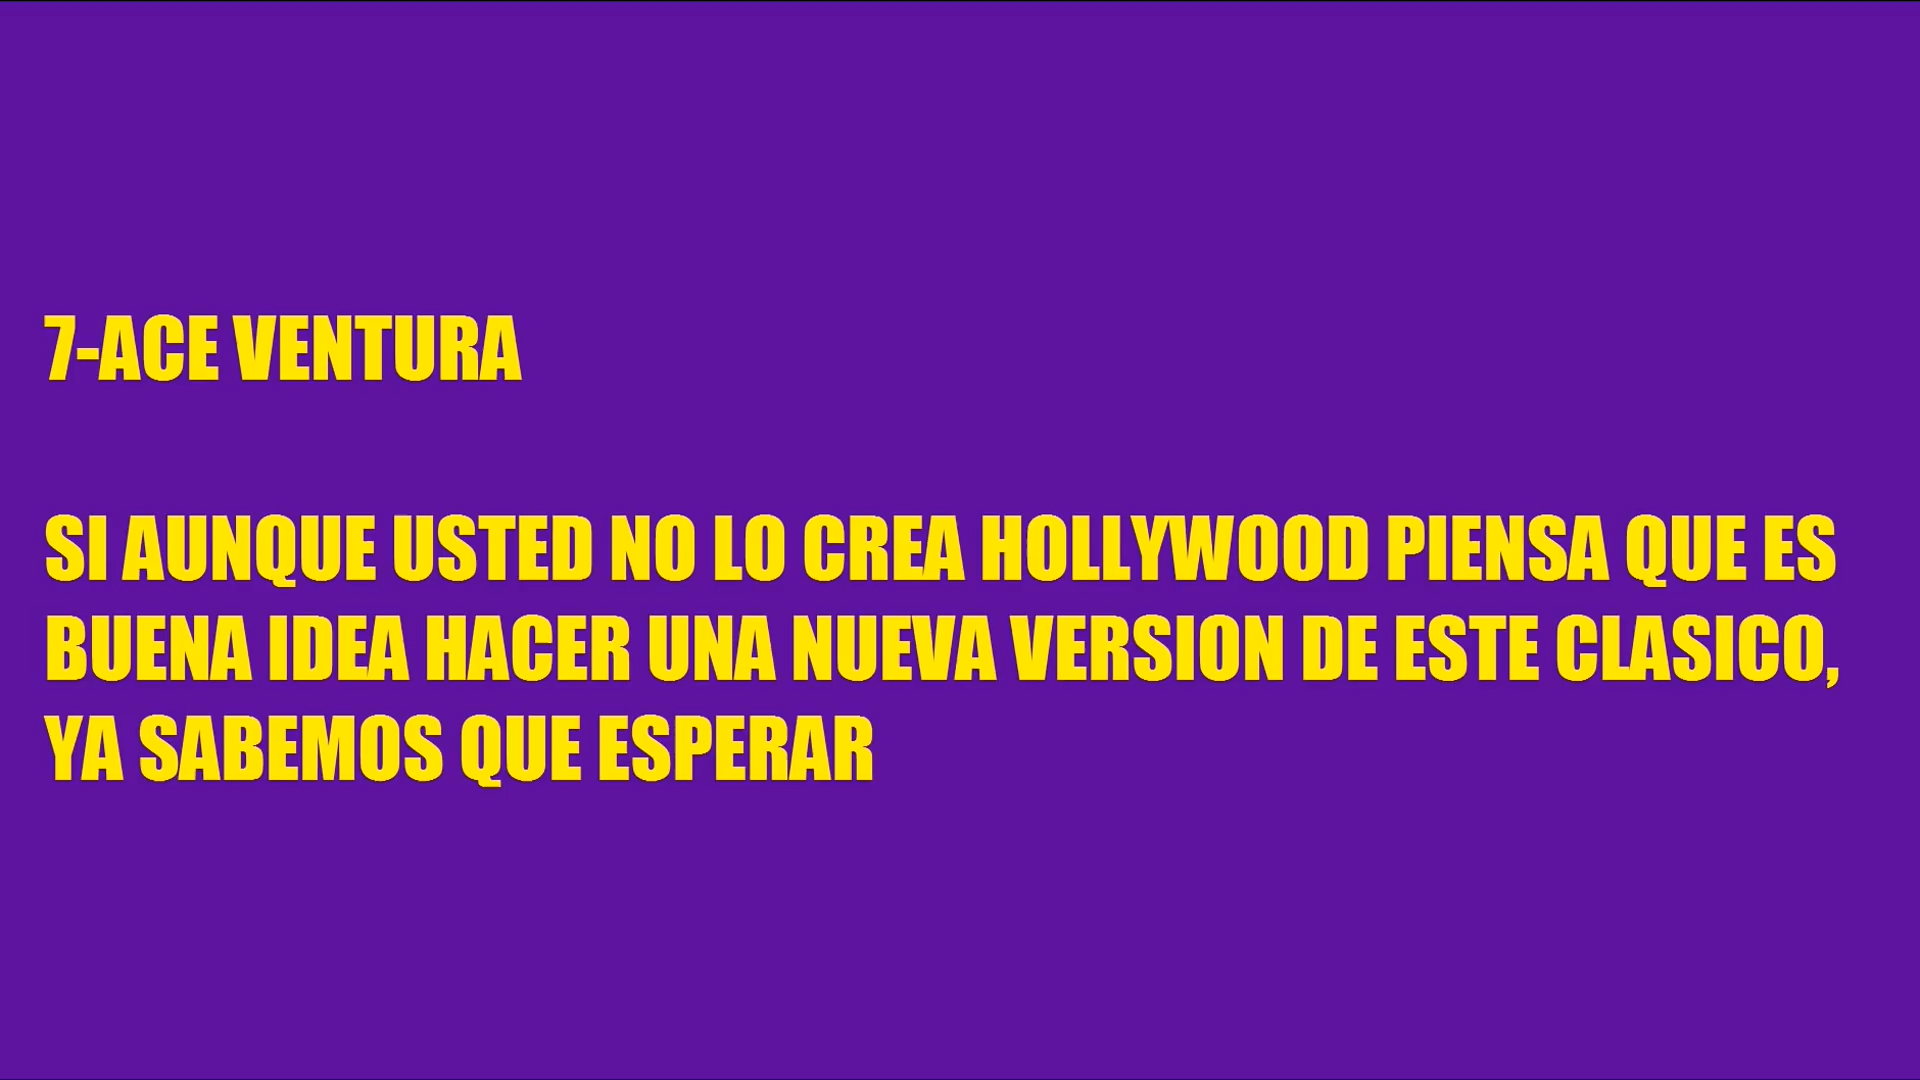 7-ACE VENTURA
SI AUNQUE USTED NO LO CREA HOLLYWOOD PIENSA QUE ES
BUENA IDEA HACER UNA NUEVA VERSION DE ESTE CLASICO,
YA SABEMOS QUE ESPERAR